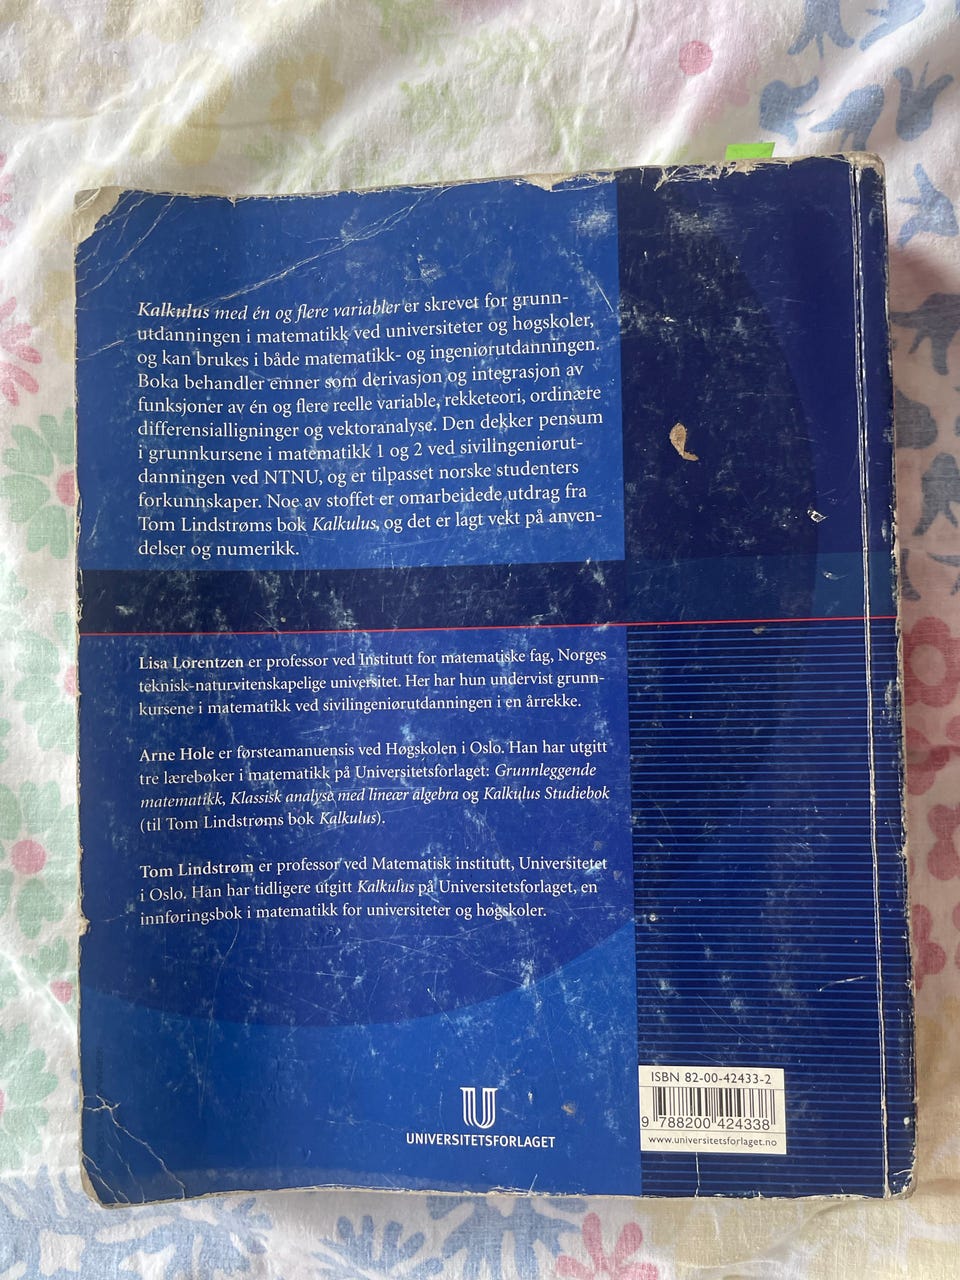 Kalkulus med én og flere variabler er skrevet for grunn-
utdanningen i matematikk ved universiteter og høgskoler,
og kan brukes i både matematikk- og ingeniørutdanningen.
Boka behandler emner som derivasjon og integrasjon av
funksjoner av én og flere reelle variable, rekketeori, ordinære
differensialligninger og vektoranalyse. Den dekker pensum
i grunnkursene i matematikk 1 og 2 ved sivilingeniørut-
danningen ved NTNU, og er tilpasset norske studenters
forkunnskaper. Noe av stoffet er omarbeidede utdrag fra
Tom Lindstrøms bok Kalkulus, og det er lagt vekt på anven-
delser og numerikk.
Lisa Lorentzen er professor ved Institutt for matematiske fag, Norges
teknisk-naturvitenskapelige universitet. Her har hun undervist grunn-
kursene i matematikk ved sivilingeniørutdanningen i en årrekke.
Arne Hole er førsteamanuensis ved Høgskolen i Oslo. Han har utgitt
tre lærebøker i matematikk på Universitetsforlaget: Grunnleggende
matematikk, Klassisk analyse med lineær algebra og Kalkulus Studiebok
(til Tom Lindstrøms bok Kalkulus).
Tom Lindstrøm er professor ved Matematisk institutt, Universitetet
i Oslo. Han har tidligere utgitt Kalkulus på Universitetsforlaget, en
innføringsbok i matematikk for universiteter og høgskoler.
UNIVERSITETSFORLAGET
ISBN 82-00-42433-2
9 788200 424338
www.universitetsforlaget.no